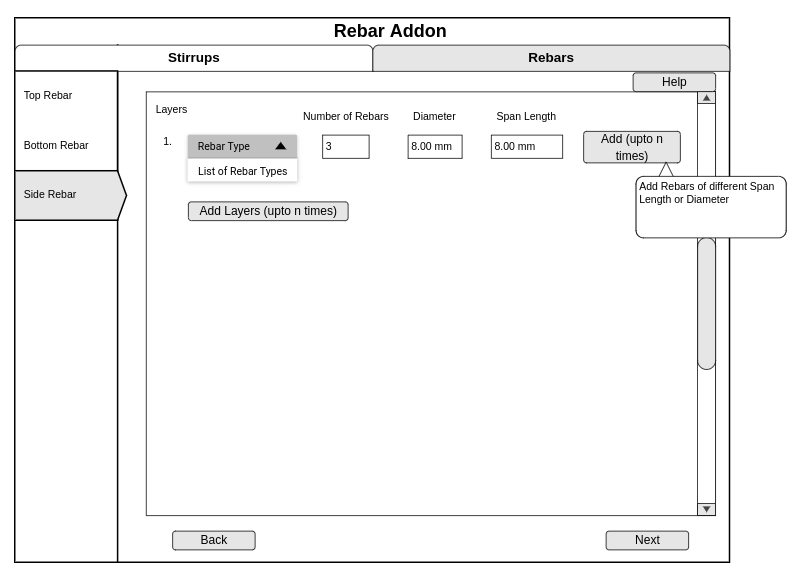 Rebar Addon
Stirrups
Rebars
Help
Top Rebar
Bottom Rebar
Side Rebar
Layers
Number of Rebars
Diameter
Span Length
1.
Rebar Type
3
8.00 mm
8.00 mm
Add (upto n
times)
List of Rebar Types
Add Rebars of different Span
Length or Diameter
Add Layers (upto n times)
Back
Next